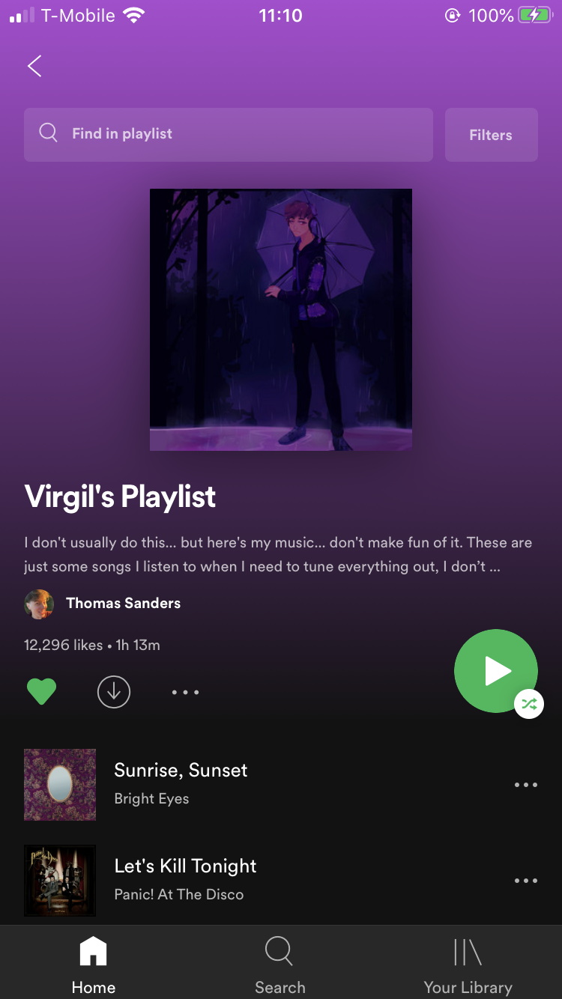 T-Mobile 11:10 100%
Find in playlist
Filters
Virgil's Playlist
I don't usually do this... but here's my music... don't make fun of it. These are
just some songs I listen to when I need to tune everything out, I don’t ...
Thomas Sanders
12,296 likes • 1h 13m
Sunrise, Sunset
Bright Eyes
Let's Kill Tonight
Panic! At The Disco
Home
Search
Your Library